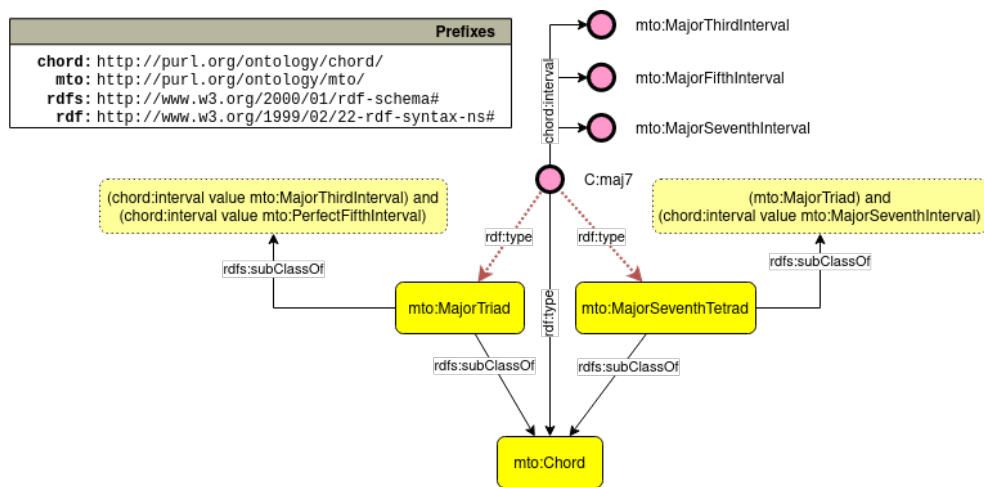 Prefixes
chord: http://purl.org/ontology/chord/
mto: http://purl.org/ontology/mto/
rdfs: http://www.w3.org/2000/01/rdf-schema#
rdf: http://www.w3.org/1999/02/22-rdf-syntax-ns#
mto:MajorThirdInterval
mto:MajorFifthInterval
mto:MajorSeventhInterval
chord:interval
C:maj7
(chord:interval value mto:MajorThirdInterval) and
(chord:interval value mto:PerfectFifthInterval)
(mto:MajorTriad) and
(chord:interval value mto:MajorSeventhInterval)
rdf:type
rdf:type
rdfs:subClassOf
rdfs:subClassOf
mto:MajorTriad
rdf:type
mto:MajorSeventhTetrad
rdfs:subClassOf
rdfs:subClassOf
mto:Chord